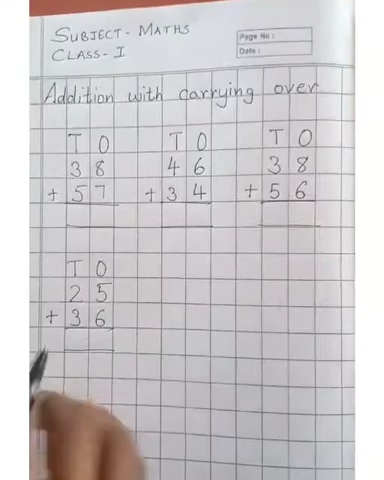 SUBJECT - MATHS
CLASS - I
Page No :
Date :
Addition with carrying over
T O T O T O
3 8 4 6 3 8
+ 5 7 + 3 4 + 5 6
T O
2 5
+ 3 6